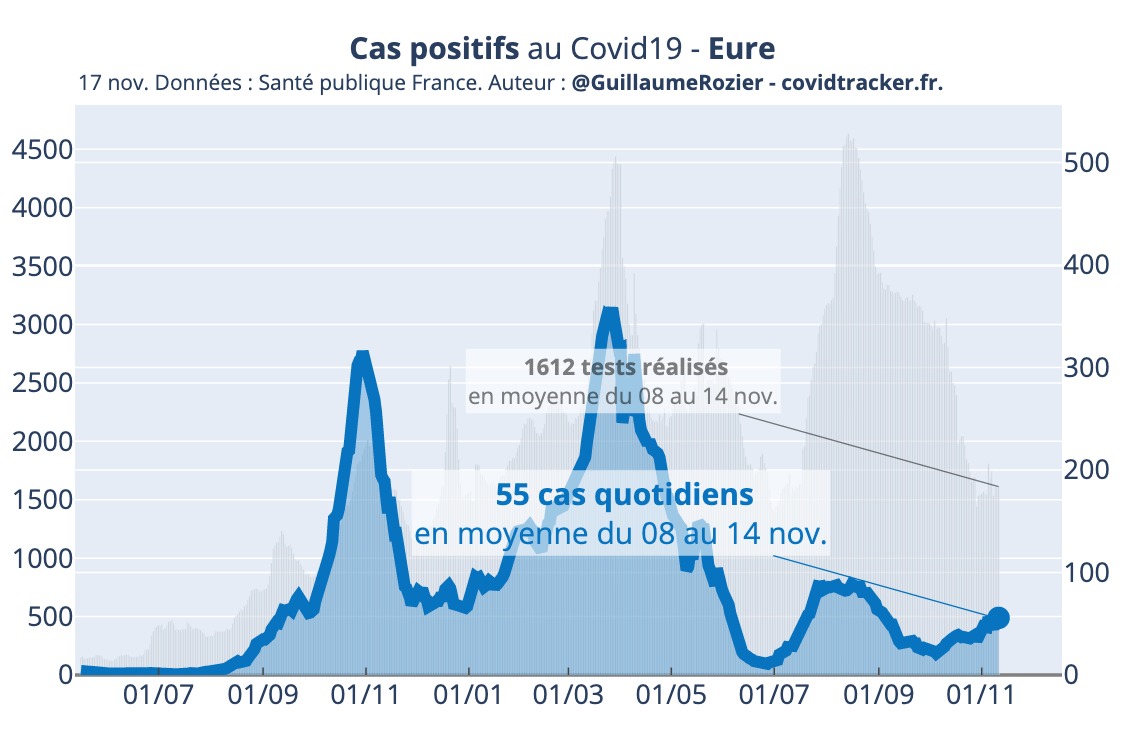 Cas positifs au Covid19 - Eure
17 nov. Données : Santé publique France. Auteur : @GuillaumeRozier - covidtracker.fr.
4500
4000
3500
3000
2500
2000
1500
1000
500
0
500
400
300
200
100
0
1612 tests réalisés
en moyenne du 08 au 14 nov.
55 cas quotidiens
en moyenne du 08 au 14 nov.
01/07 01/09 01/11 01/01 01/03 01/05 01/07 01/09 01/11